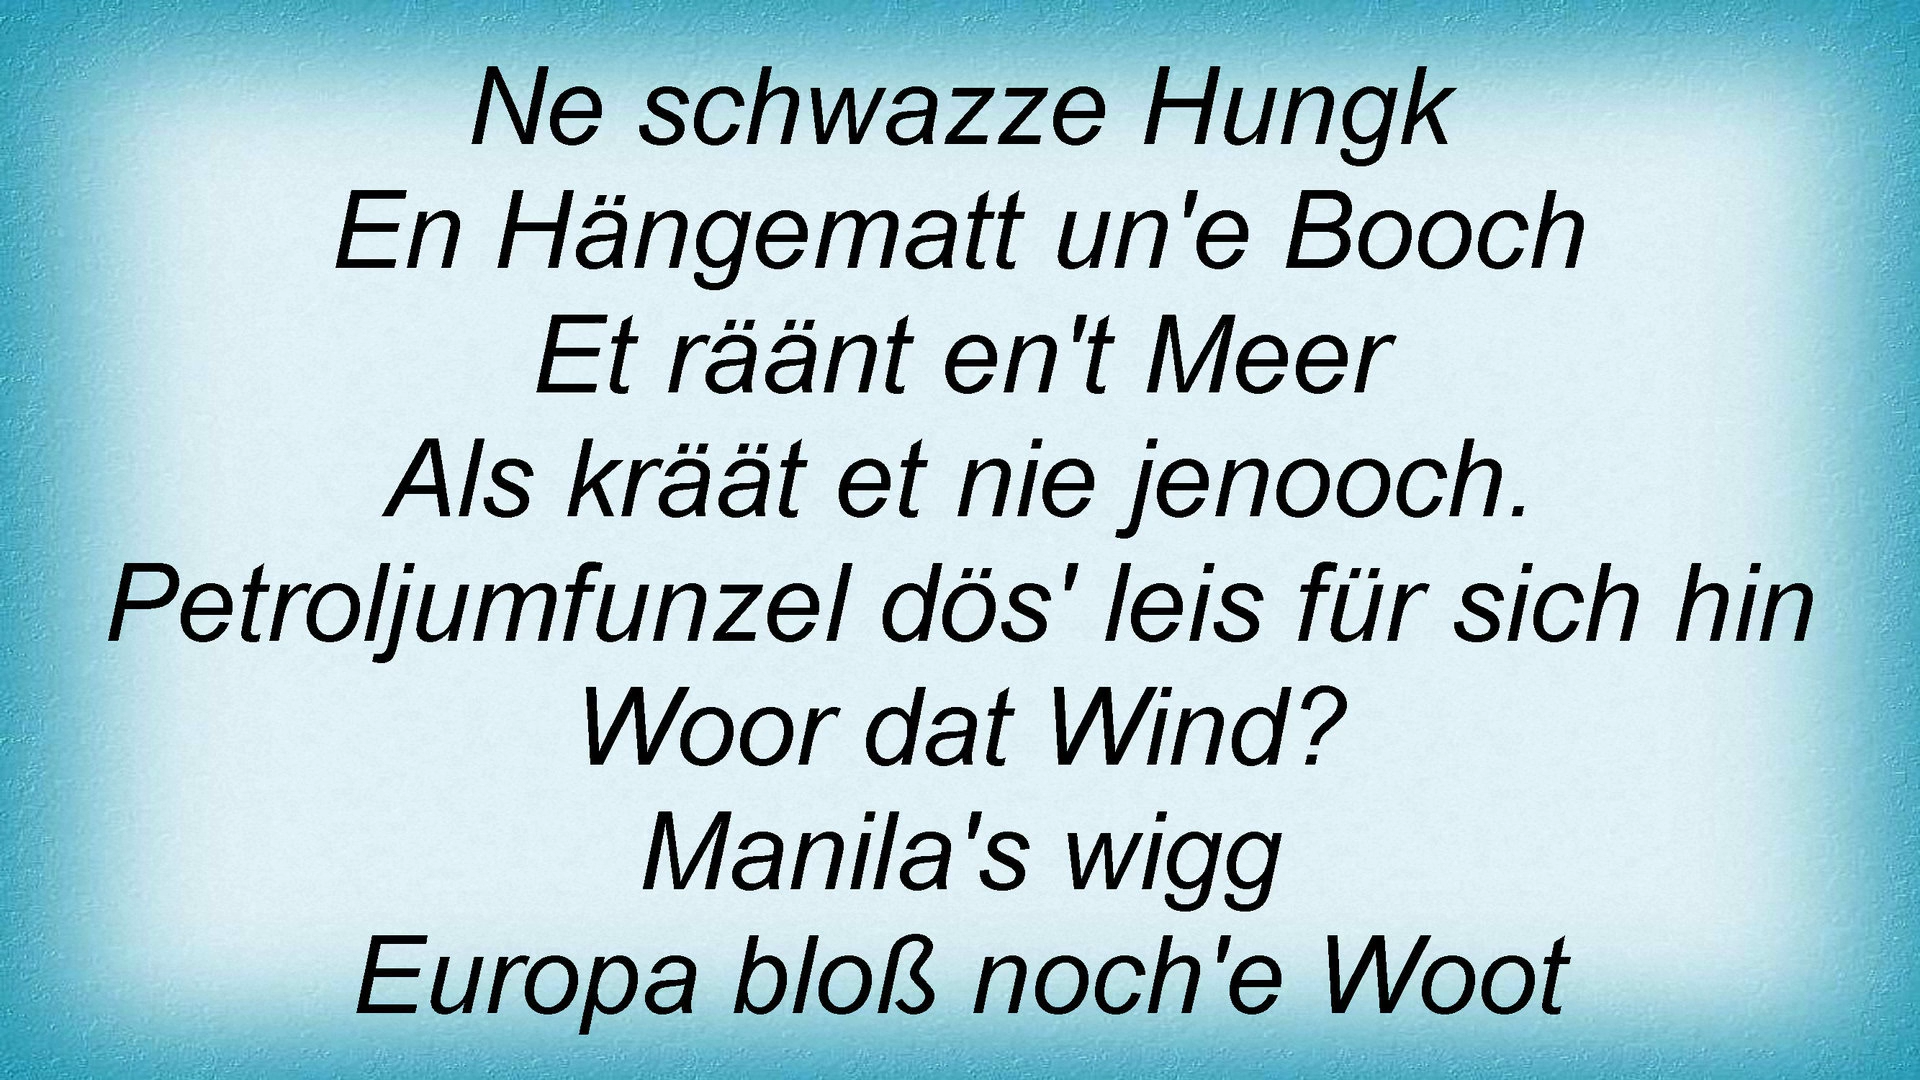 Ne schwazze Hungk
En Hängematt un'e Booch
Et räänt en't Meer
Als kräät et nie jenooch.
Petroljumfunzel dös' leis für sich hin
Woor dat Wind?
Manila's wigg
Europa bloß noch'e Woot